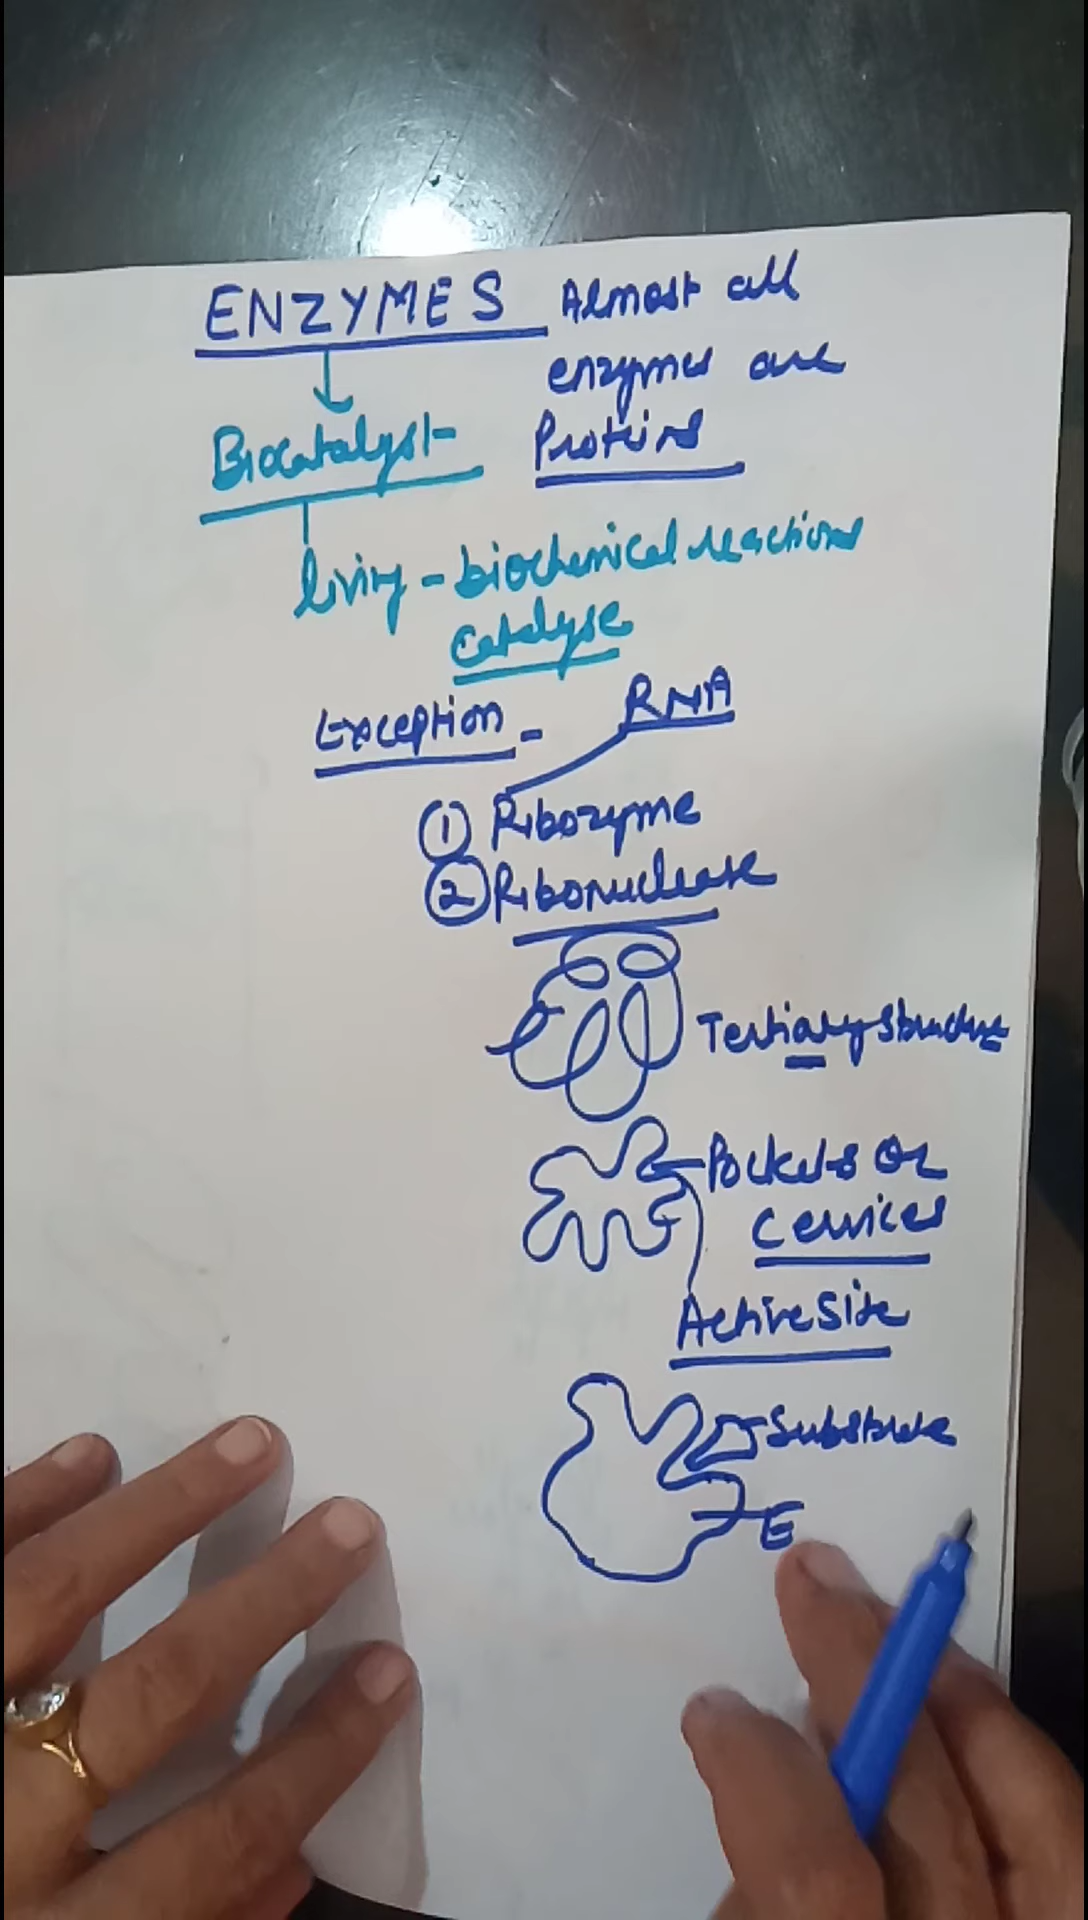 ENZYMES
Almost all
enzymes are
Proteins
Biocatalyst-
living - biochemical reactions
Catalyse
Exception - RNA
① Ribozyme
② Ribonuclease
Tertiary structure
Pockets or
Cervices
Active Site
Substrate
E